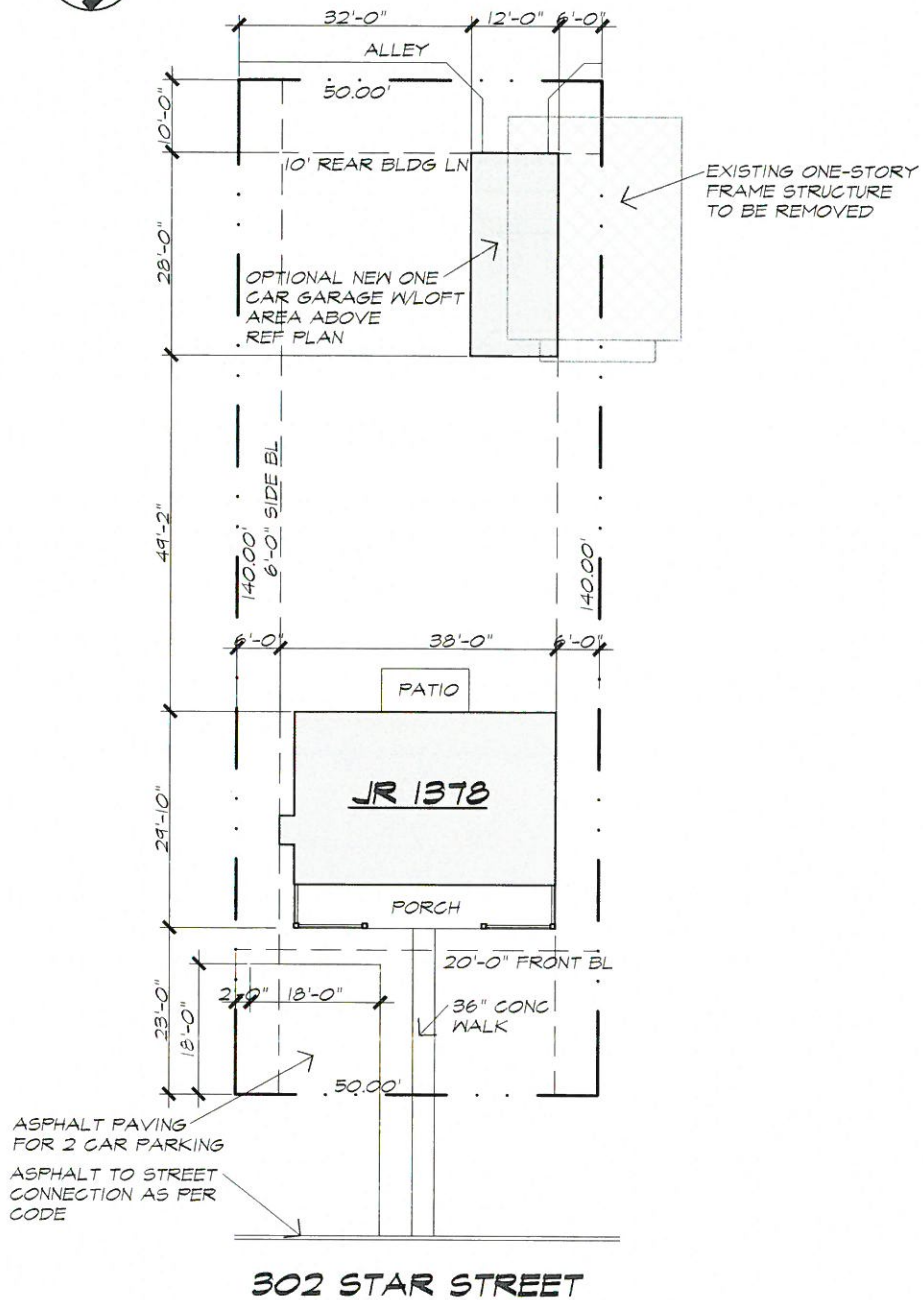 32'-0" 12'-0" 6'-0"
ALLEY
50.00'
10'-0"
10' REAR BLDG LN
EXISTING ONE-STORY
FRAME STRUCTURE
TO BE REMOVED
28'-0"
OPTIONAL NEW ONE
CAR GARAGE W/LOFT
AREA ABOVE
REF PLAN
49'-2"
140.00'
6'-0" SIDE BL
140.00'
6'-0" 38'-0" 6'-0"
PATIO
JR 1378
29'-10"
PORCH
20'-0" FRONT BL
23'-0"
18'-0"
2'-0" 18'-0"
36" CONC
WALK
50.00'
ASPHALT PAVING
FOR 2 CAR PARKING
ASPHALT TO STREET
CONNECTION AS PER
CODE
302 STAR STREET